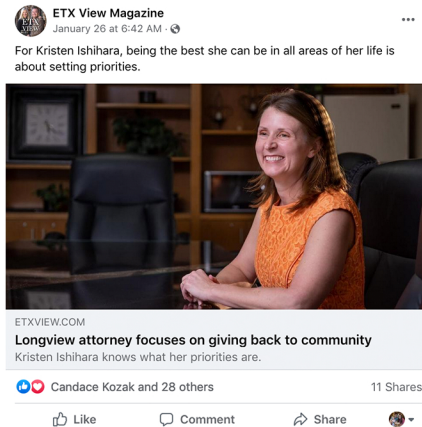 ETX View Magazine
January 26 at 6:42 AM ·
For Kristen Ishihara, being the best she can be in all areas of her life is
about setting priorities.
ETXVIEW.COM
Longview attorney focuses on giving back to community
Kristen Ishihara knows what her priorities are.
Candace Kozak and 28 others
11 Shares
Like
Comment
Share